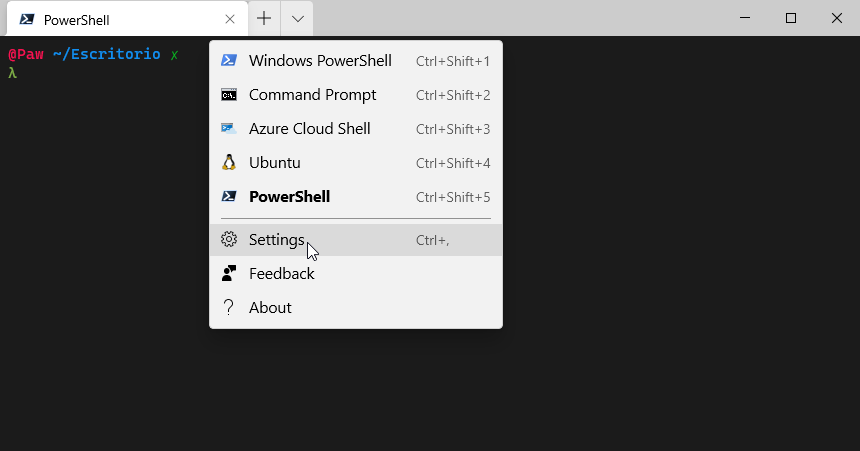 PowerShell
@Paw ~/Escritorio x
λ
Windows PowerShell Ctrl+Shift+1
Command Prompt Ctrl+Shift+2
Azure Cloud Shell Ctrl+Shift+3
Ubuntu Ctrl+Shift+4
PowerShell Ctrl+Shift+5
Settings Ctrl+,
Feedback
About